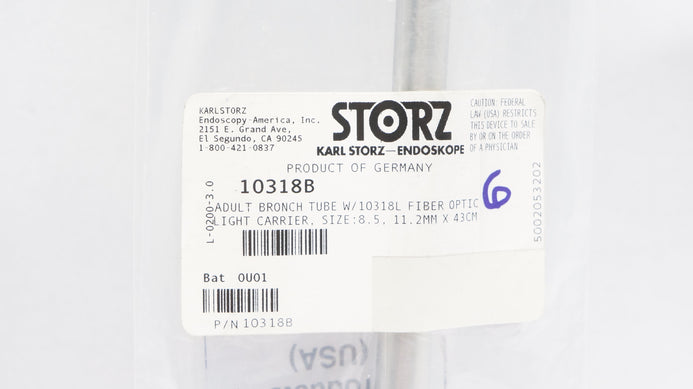 KARLSTORZ
Endoscopy-America, Inc.
2151 E. Grand Ave,
El Segundo, CA 90245
1-800-421-0837
STORZ
KARL STORZ—ENDOSKOPE
CAUTION: FEDERAL
LAW (USA) RESTRICTS
THIS DEVICE TO SALE
BY OR ON THE ORDER
OF A PHYSICIAN
PRODUCT OF GERMANY
10318B
6
ADULT BRONCH TUBE W/10318L FIBER OPTIC
LIGHT CARRIER, SIZE:8.5, 11.2MM X 43CM
L-0200-3.0
5002053202
Bat 0U01
P/N 10318B
(USA)